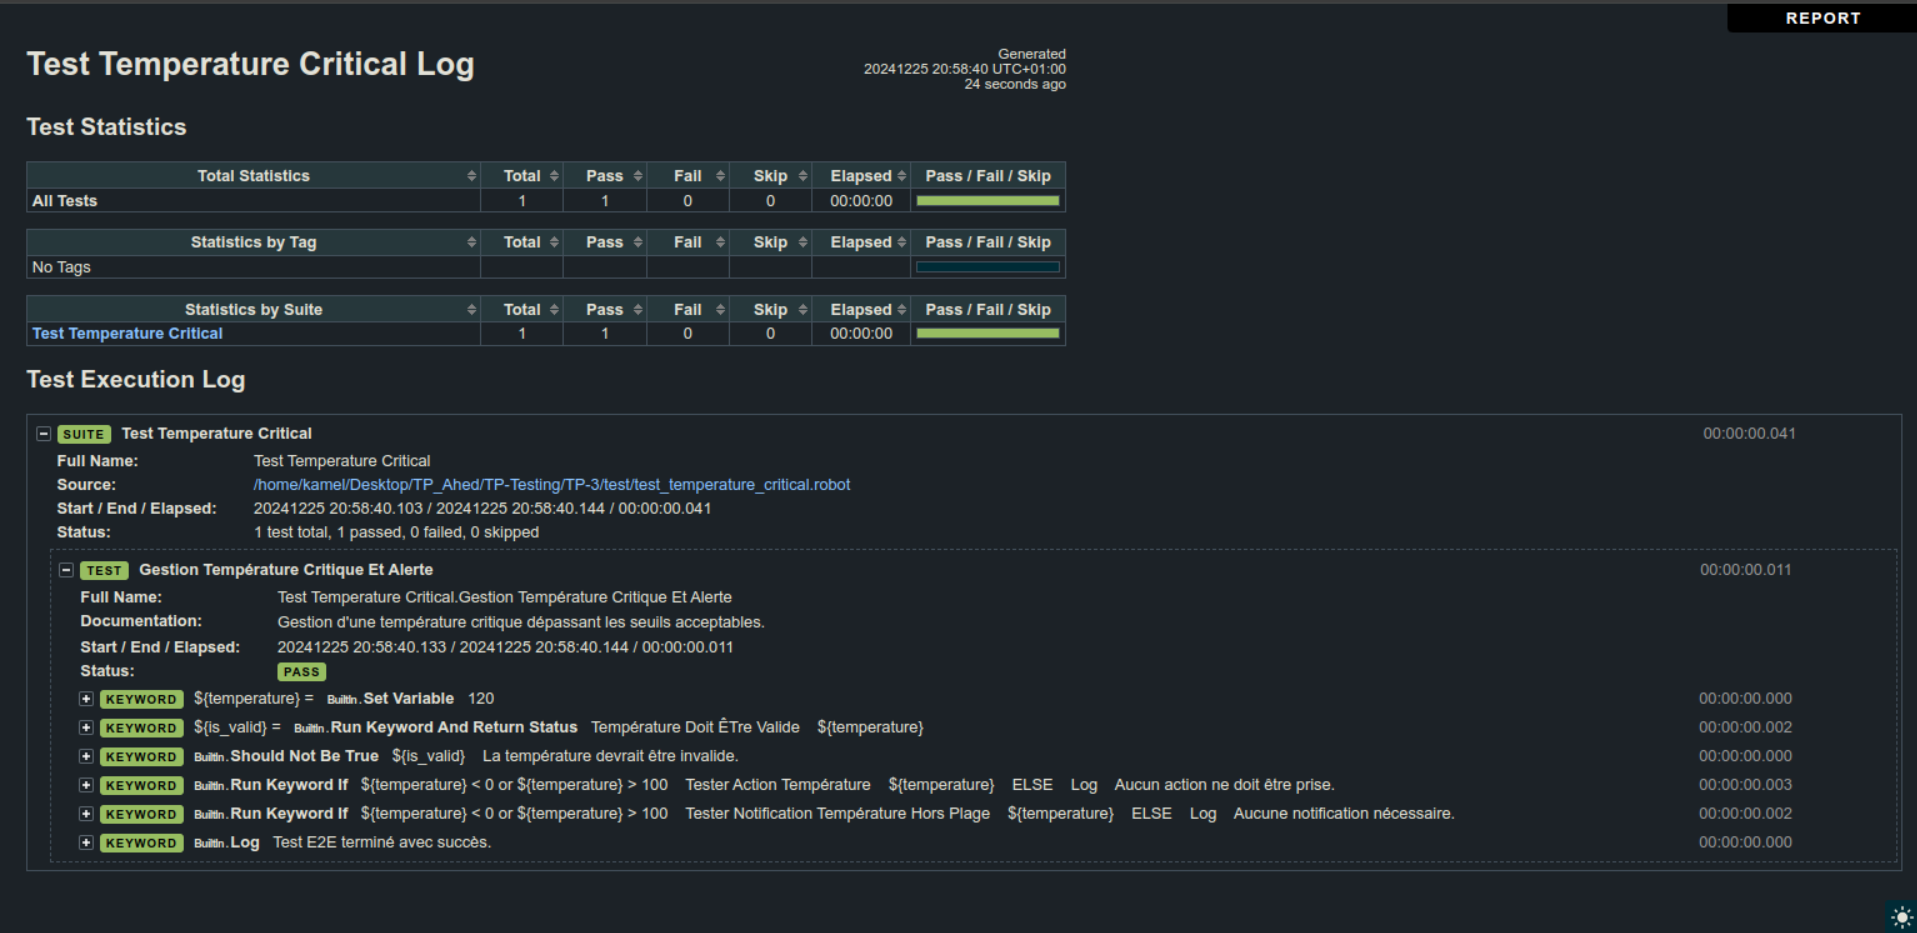 REPORT
Test Temperature Critical Log
Generated
20241225 20:58:40 UTC+01:00
24 seconds ago
Test Statistics
Total Statistics Total Pass Fail Skip Elapsed Pass / Fail / Skip
All Tests 1 1 0 0 00:00:00
Statistics by Tag Total Pass Fail Skip Elapsed Pass / Fail / Skip
No Tags
Statistics by Suite Total Pass Fail Skip Elapsed Pass / Fail / Skip
Test Temperature Critical 1 1 0 0 00:00:00
Test Execution Log
SUITE Test Temperature Critical 00:00:00.041
Full Name: Test Temperature Critical
Source: /home/kamel/Desktop/TP_Ahed/TP-Testing/TP-3/test/test_temperature_critical.robot
Start / End / Elapsed: 20241225 20:58:40.103 / 20241225 20:58:40.144 / 00:00:00.041
Status: 1 test total, 1 passed, 0 failed, 0 skipped
TEST Gestion Température Critique Et Alerte 00:00:00.011
Full Name: Test Temperature Critical.Gestion Température Critique Et Alerte
Documentation: Gestion d'une température critique dépassant les seuils acceptables.
Start / End / Elapsed: 20241225 20:58:40.133 / 20241225 20:58:40.144 / 00:00:00.011
Status: PASS
KEYWORD ${temperature} = BuiltIn.Set Variable 120 00:00:00.000
KEYWORD ${is_valid} = BuiltIn.Run Keyword And Return Status Température Doit ÊTre Valide ${temperature} 00:00:00.002
KEYWORD BuiltIn.Should Not Be True ${is_valid} La température devrait être invalide. 00:00:00.000
KEYWORD BuiltIn.Run Keyword If ${temperature} < 0 or ${temperature} > 100 Tester Action Température ${temperature} ELSE Log Aucun action ne doit être prise. 00:00:00.003
KEYWORD BuiltIn.Run Keyword If ${temperature} < 0 or ${temperature} > 100 Tester Notification Température Hors Plage ${temperature} ELSE Log Aucune notification nécessaire. 00:00:00.002
KEYWORD BuiltIn.Log Test E2E terminé avec succès. 00:00:00.000